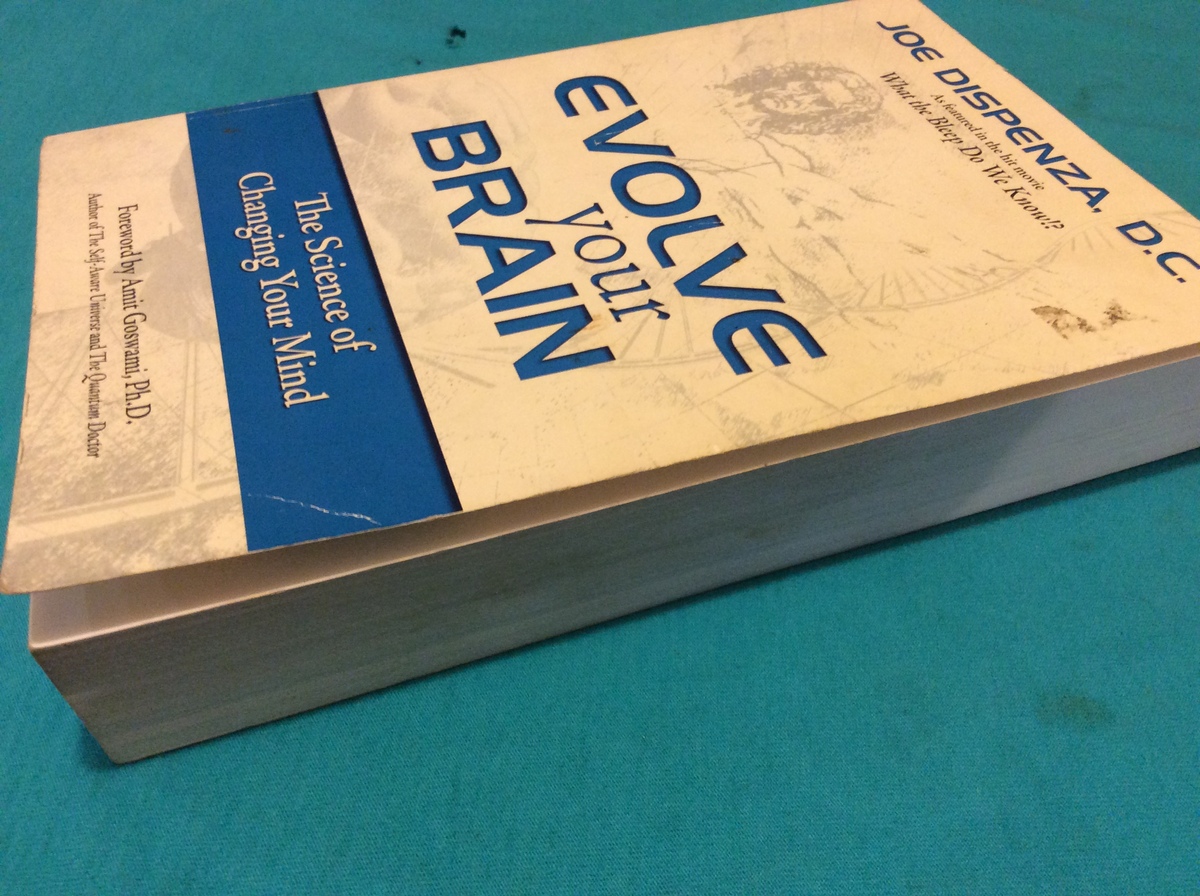 JOE DISPENZA, D.C.
As featured in the hit movie
What the Bleep Do We Know!?
EVOLVE
your
BRAIN
The Science of
Changing Your Mind
Foreword by Amit Goswami, Ph.D.
Author of The Self-Aware Universe and The Quantum Doctor